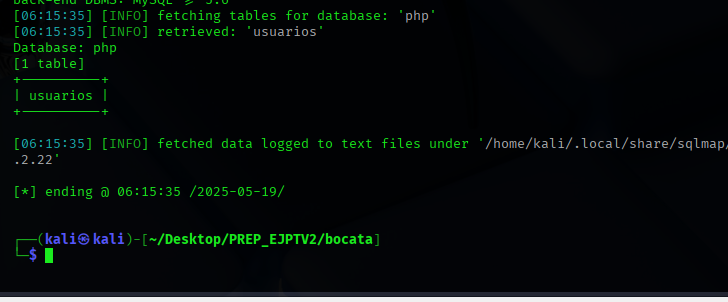 back-end DBMS: MySQL ≥ 5.0
[06:15:35] [INFO] fetching tables for database: 'php'
[06:15:35] [INFO] retrieved: 'usuarios'
Database: php
[1 table]
+----------+
| usuarios |
+----------+
[06:15:35] [INFO] fetched data logged to text files under '/home/kali/.local/share/sqlmap/
.2.22'
[*] ending @ 06:15:35 /2025-05-19/
┌──(kali㉿kali)-[~/Desktop/PREP_EJPTV2/bocata]
└─$